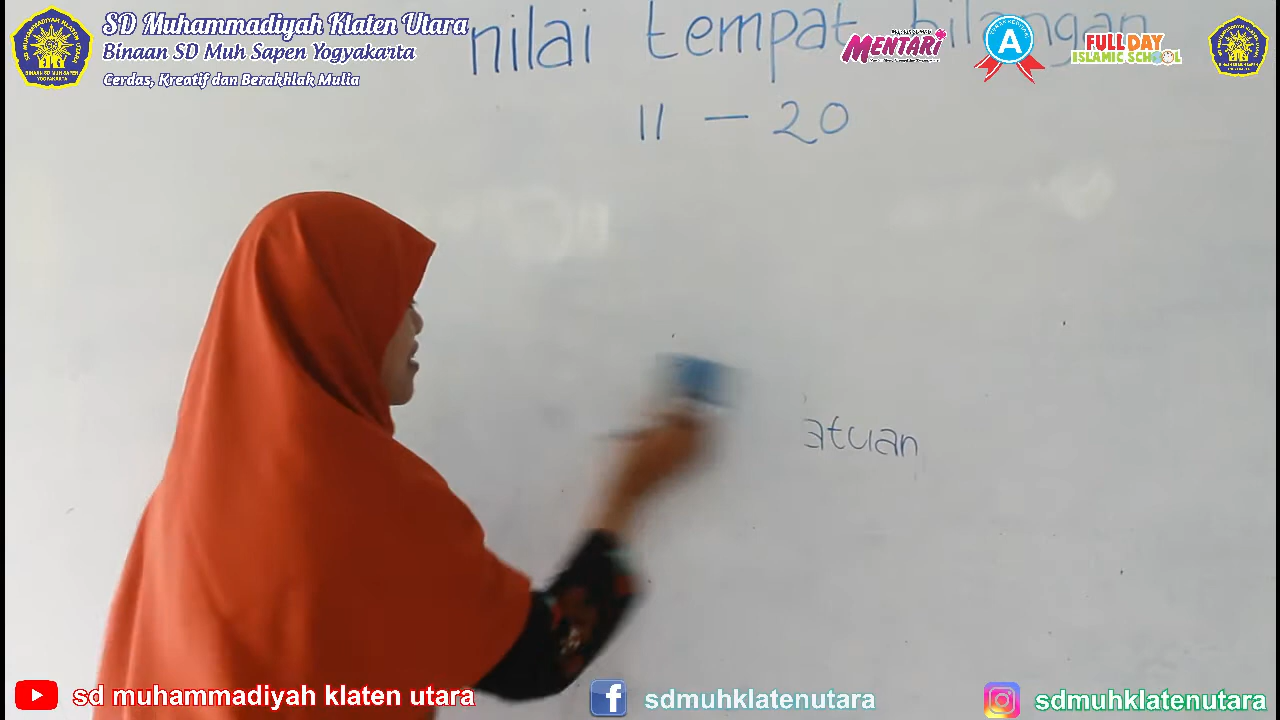 SD Muhammadiyah Klaten Utara
Binaan SD Muh Sapen Yogyakarta
Cerdas, Kreatif dan Berakhlak Mulia
nilai tempat bilangan
11 - 20
MENTARI
A
FULL DAY
ISLAMIC SCHOOL
atuan
sd muhammadiyah klaten utara
sdmuhklatenutara
sdmuhklatenutara